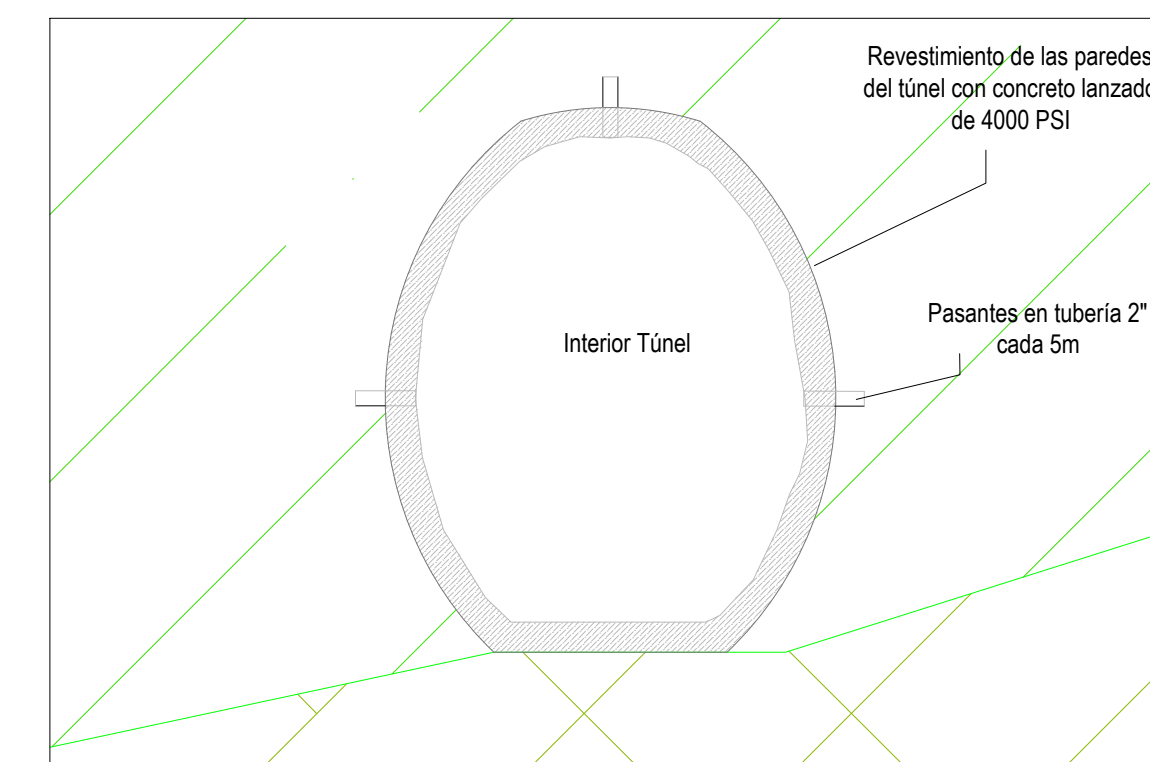 Revestimiento de las paredes
del túnel con concreto lanzado
de 4000 PSI
Pasantes en tubería 2"
cada 5m
Interior Túnel